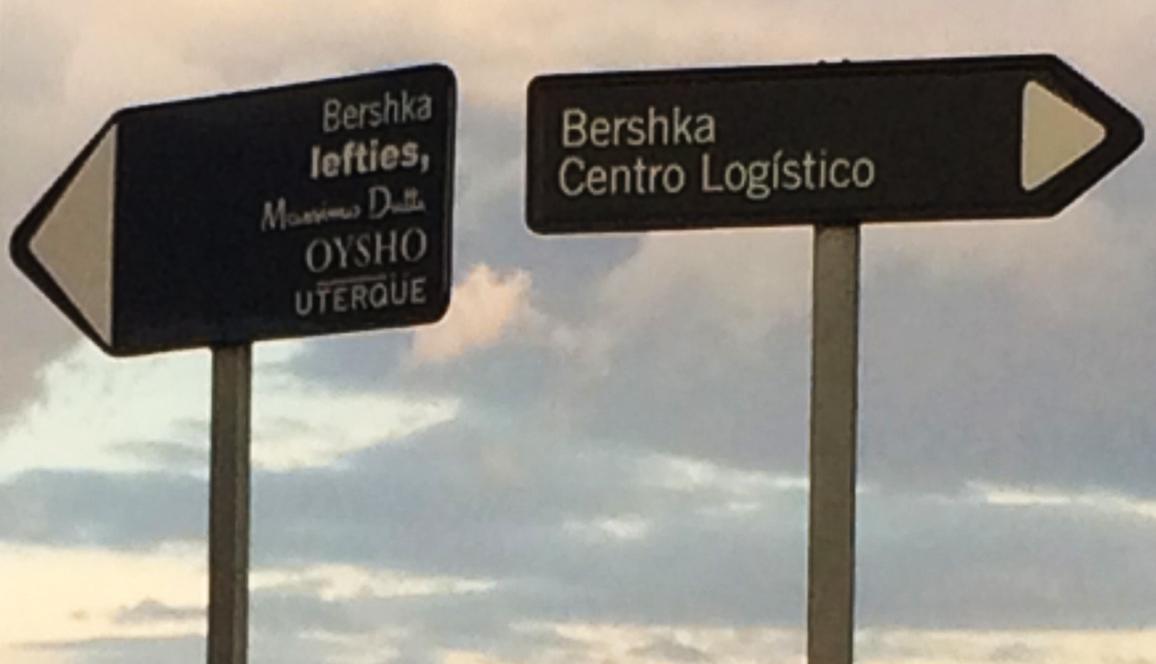 Bershka
lefties,
Massimo Dutti
OYSHO
UTERQÜE
Bershka
Centro Logístico